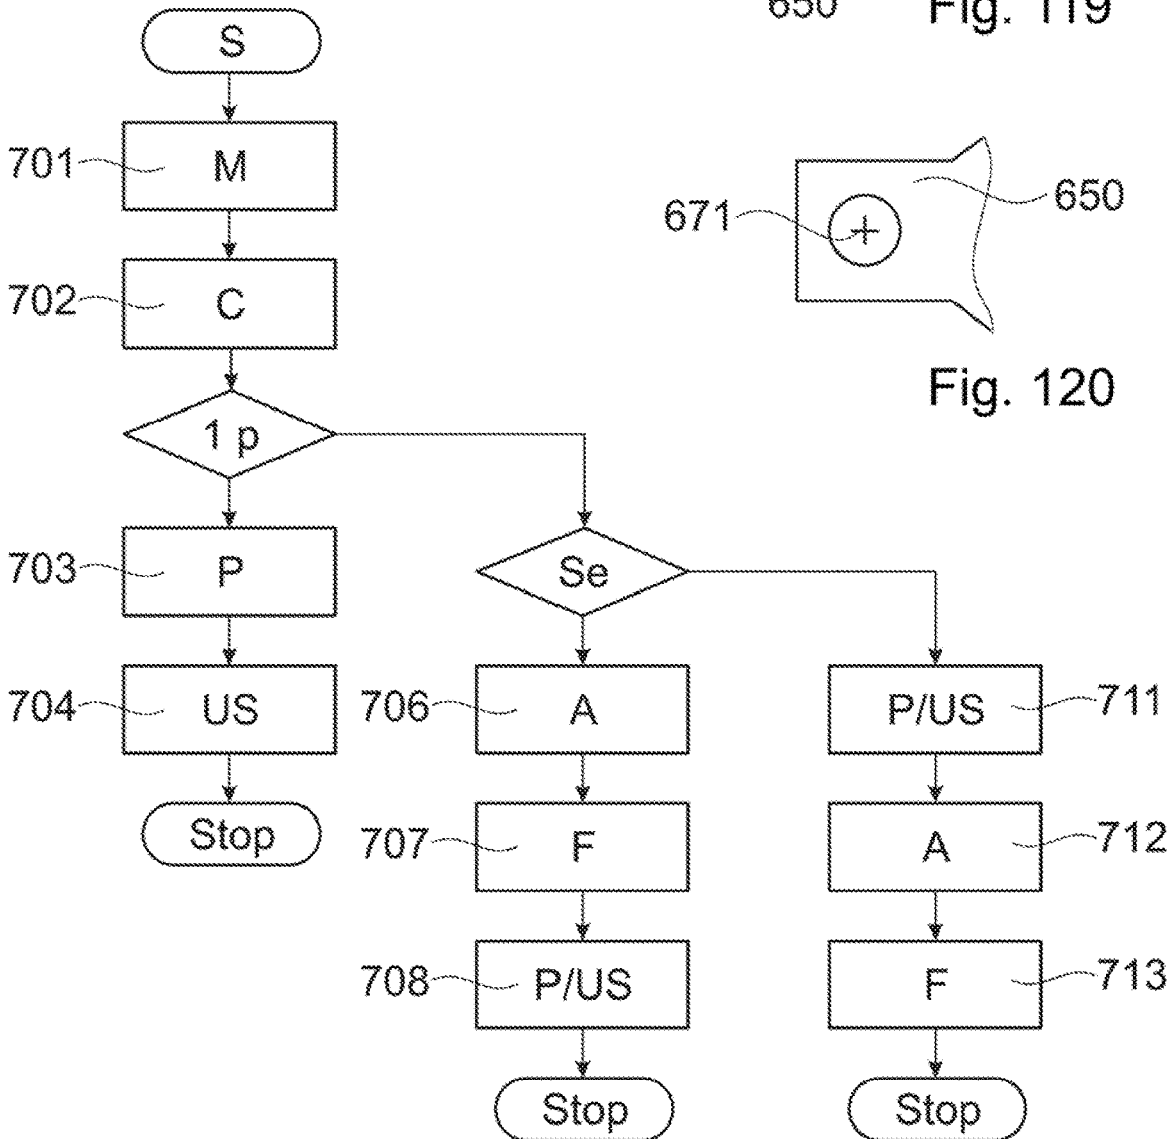 650 Fig. 119
S
701 M
671 650
702 C
Fig. 120
1 p
703 P
Se
704 US 706 A P/US 711
Stop 707 F A 712
708 P/US F 713
Stop Stop